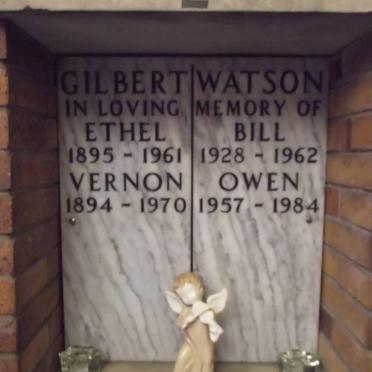 GILBERT WATSON
IN LOVING MEMORY OF
ETHEL BILL
1895 - 1961 1928 - 1962
VERNON OWEN
1894 - 1970 1957 - 1984